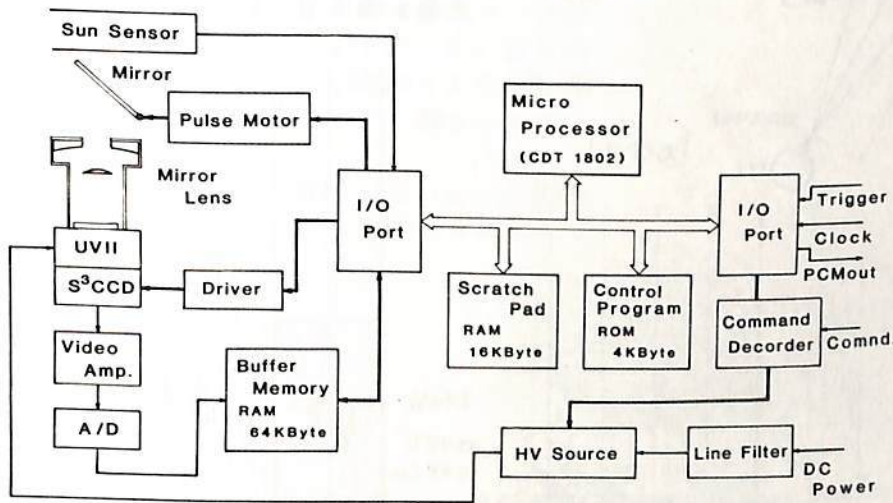 Sun Sensor
Mirror
Pulse Motor
Mirror
Lens
UVII
S³CCD
Driver
Video
Amp.
A/D
Buffer
Memory
RAM
64KByte
I/O
Port
Micro
Processor
(CDT 1802)
Scratch
Pad
RAM
16KByte
Control
Program
ROM
4KByte
I/O
Port
Trigger
Clock
PCMout
Command
Decorder
Comnd.
HV Source
Line Filter
DC
Power